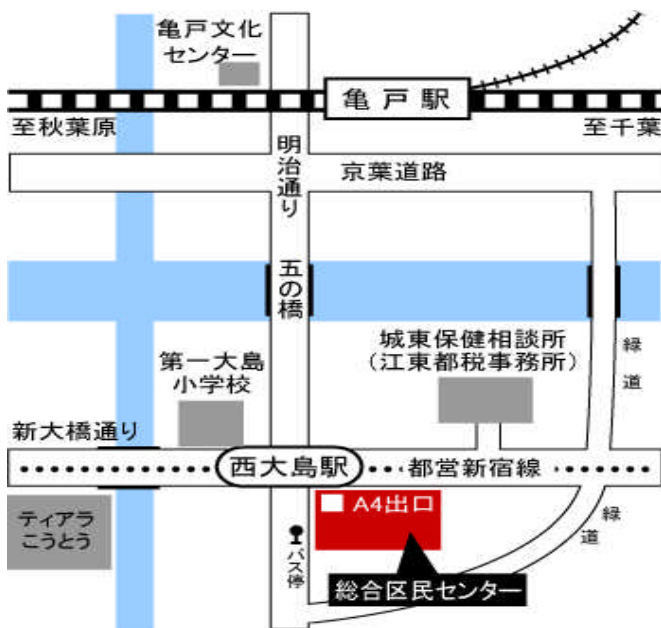 亀戸文化
センター
亀戸駅
至秋葉原
至千葉
明治通り
京葉道路
五の橋
城東保健相談所
(江東都税事務所)
緑道
第一大島
小学校
新大橋通り
西大島駅
都営新宿線
A4出口
ティアラ
こうとう
バス停
緑道
総合区民センター